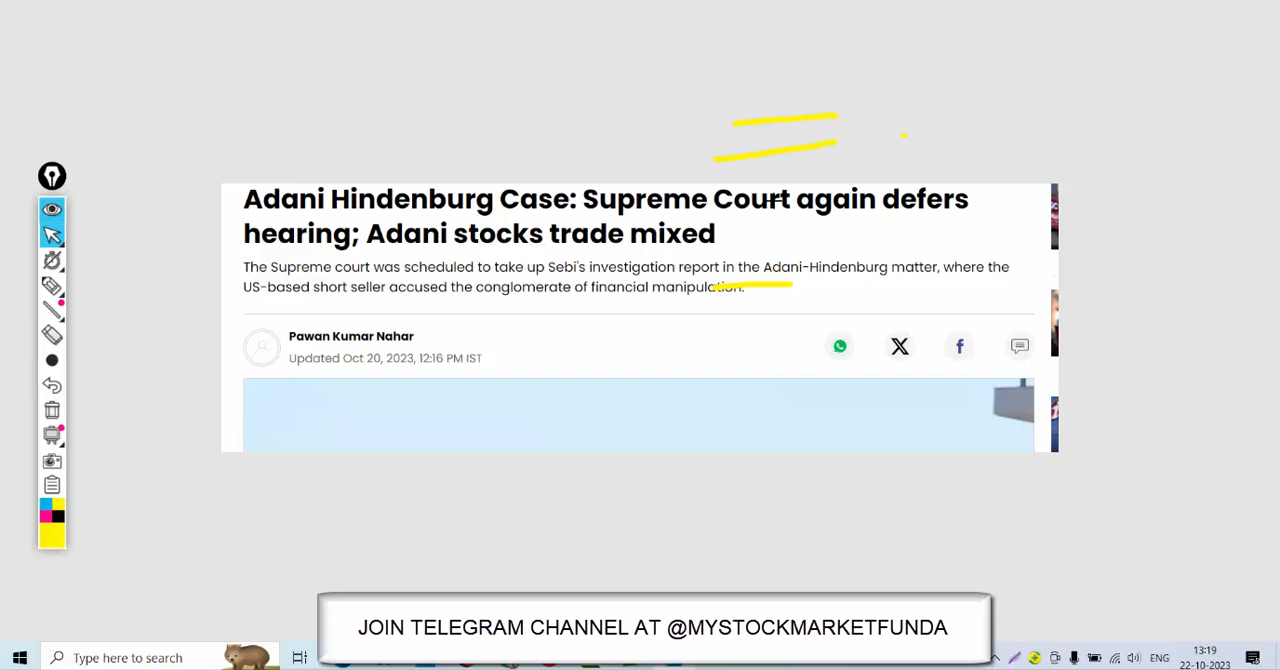 Adani Hindenburg Case: Supreme Court again defers
hearing; Adani stocks trade mixed
The Supreme court was scheduled to take up Sebi's investigation report in the Adani-Hindenburg matter, where the
US-based short seller accused the conglomerate of financial manipulation.
Pawan Kumar Nahar
Updated Oct 20, 2023, 12:16 PM IST
JOIN TELEGRAM CHANNEL AT @MYSTOCKMARKETFUNDA
Type here to search
ENG
13:19
22-10-2023